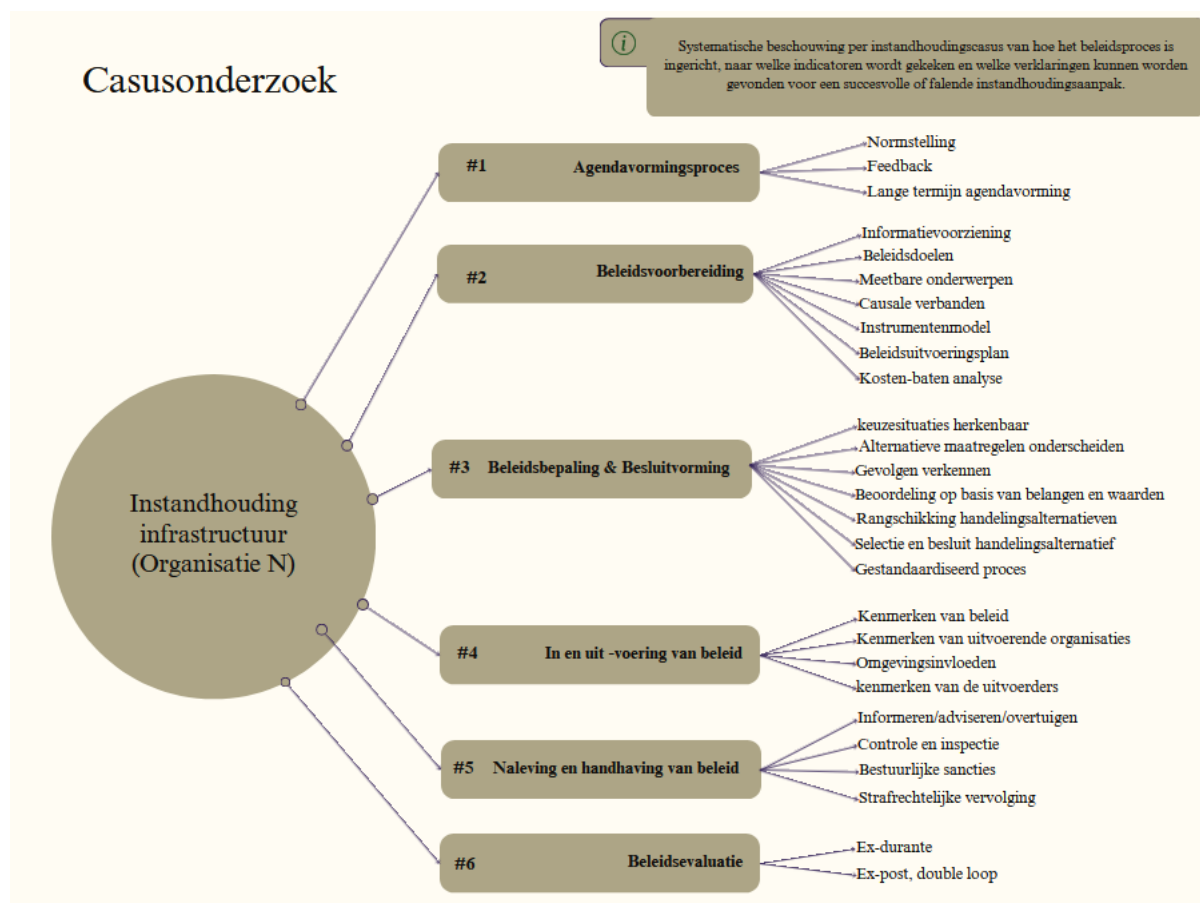 Casusonderzoek
i
Systematische beschouwing per instandhoudingscasus van hoe het beleidsproces is
ingericht, naar welke indicatoren wordt gekeken en welke verklaringen kunnen worden
gevonden voor een succesvolle of falende instandhoudingsaanpak.
Instandhouding
infrastructuur
(Organisatie N)
#1 Agendavormingsproces
Normstelling
Feedback
Lange termijn agendavorming
#2 Beleidsvoorbereiding
Informatievoorziening
Beleidsdoelen
Meetbare onderwerpen
Causale verbanden
Instrumentenmodel
Beleidsuitvoeringsplan
Kosten-baten analyse
#3 Beleidsbepaling & Besluitvorming
keuzesituaties herkenbaar
Alternatieve maatregelen onderscheiden
Gevolgen verkennen
Beoordeling op basis van belangen en waarden
Rangschikking handelingsalternatieven
Selectie en besluit handelingsalternatief
Gestandaardiseerd proces
#4 In en uit -voering van beleid
Kenmerken van beleid
Kenmerken van uitvoerende organisaties
Omgevingsinvloeden
kenmerken van de uitvoerders
#5 Naleving en handhaving van beleid
Informeren/adviseren/overtuigen
Controle en inspectie
Bestuurlijke sancties
Strafrechtelijke vervolging
#6 Beleidsevaluatie
Ex-durante
Ex-post, double loop